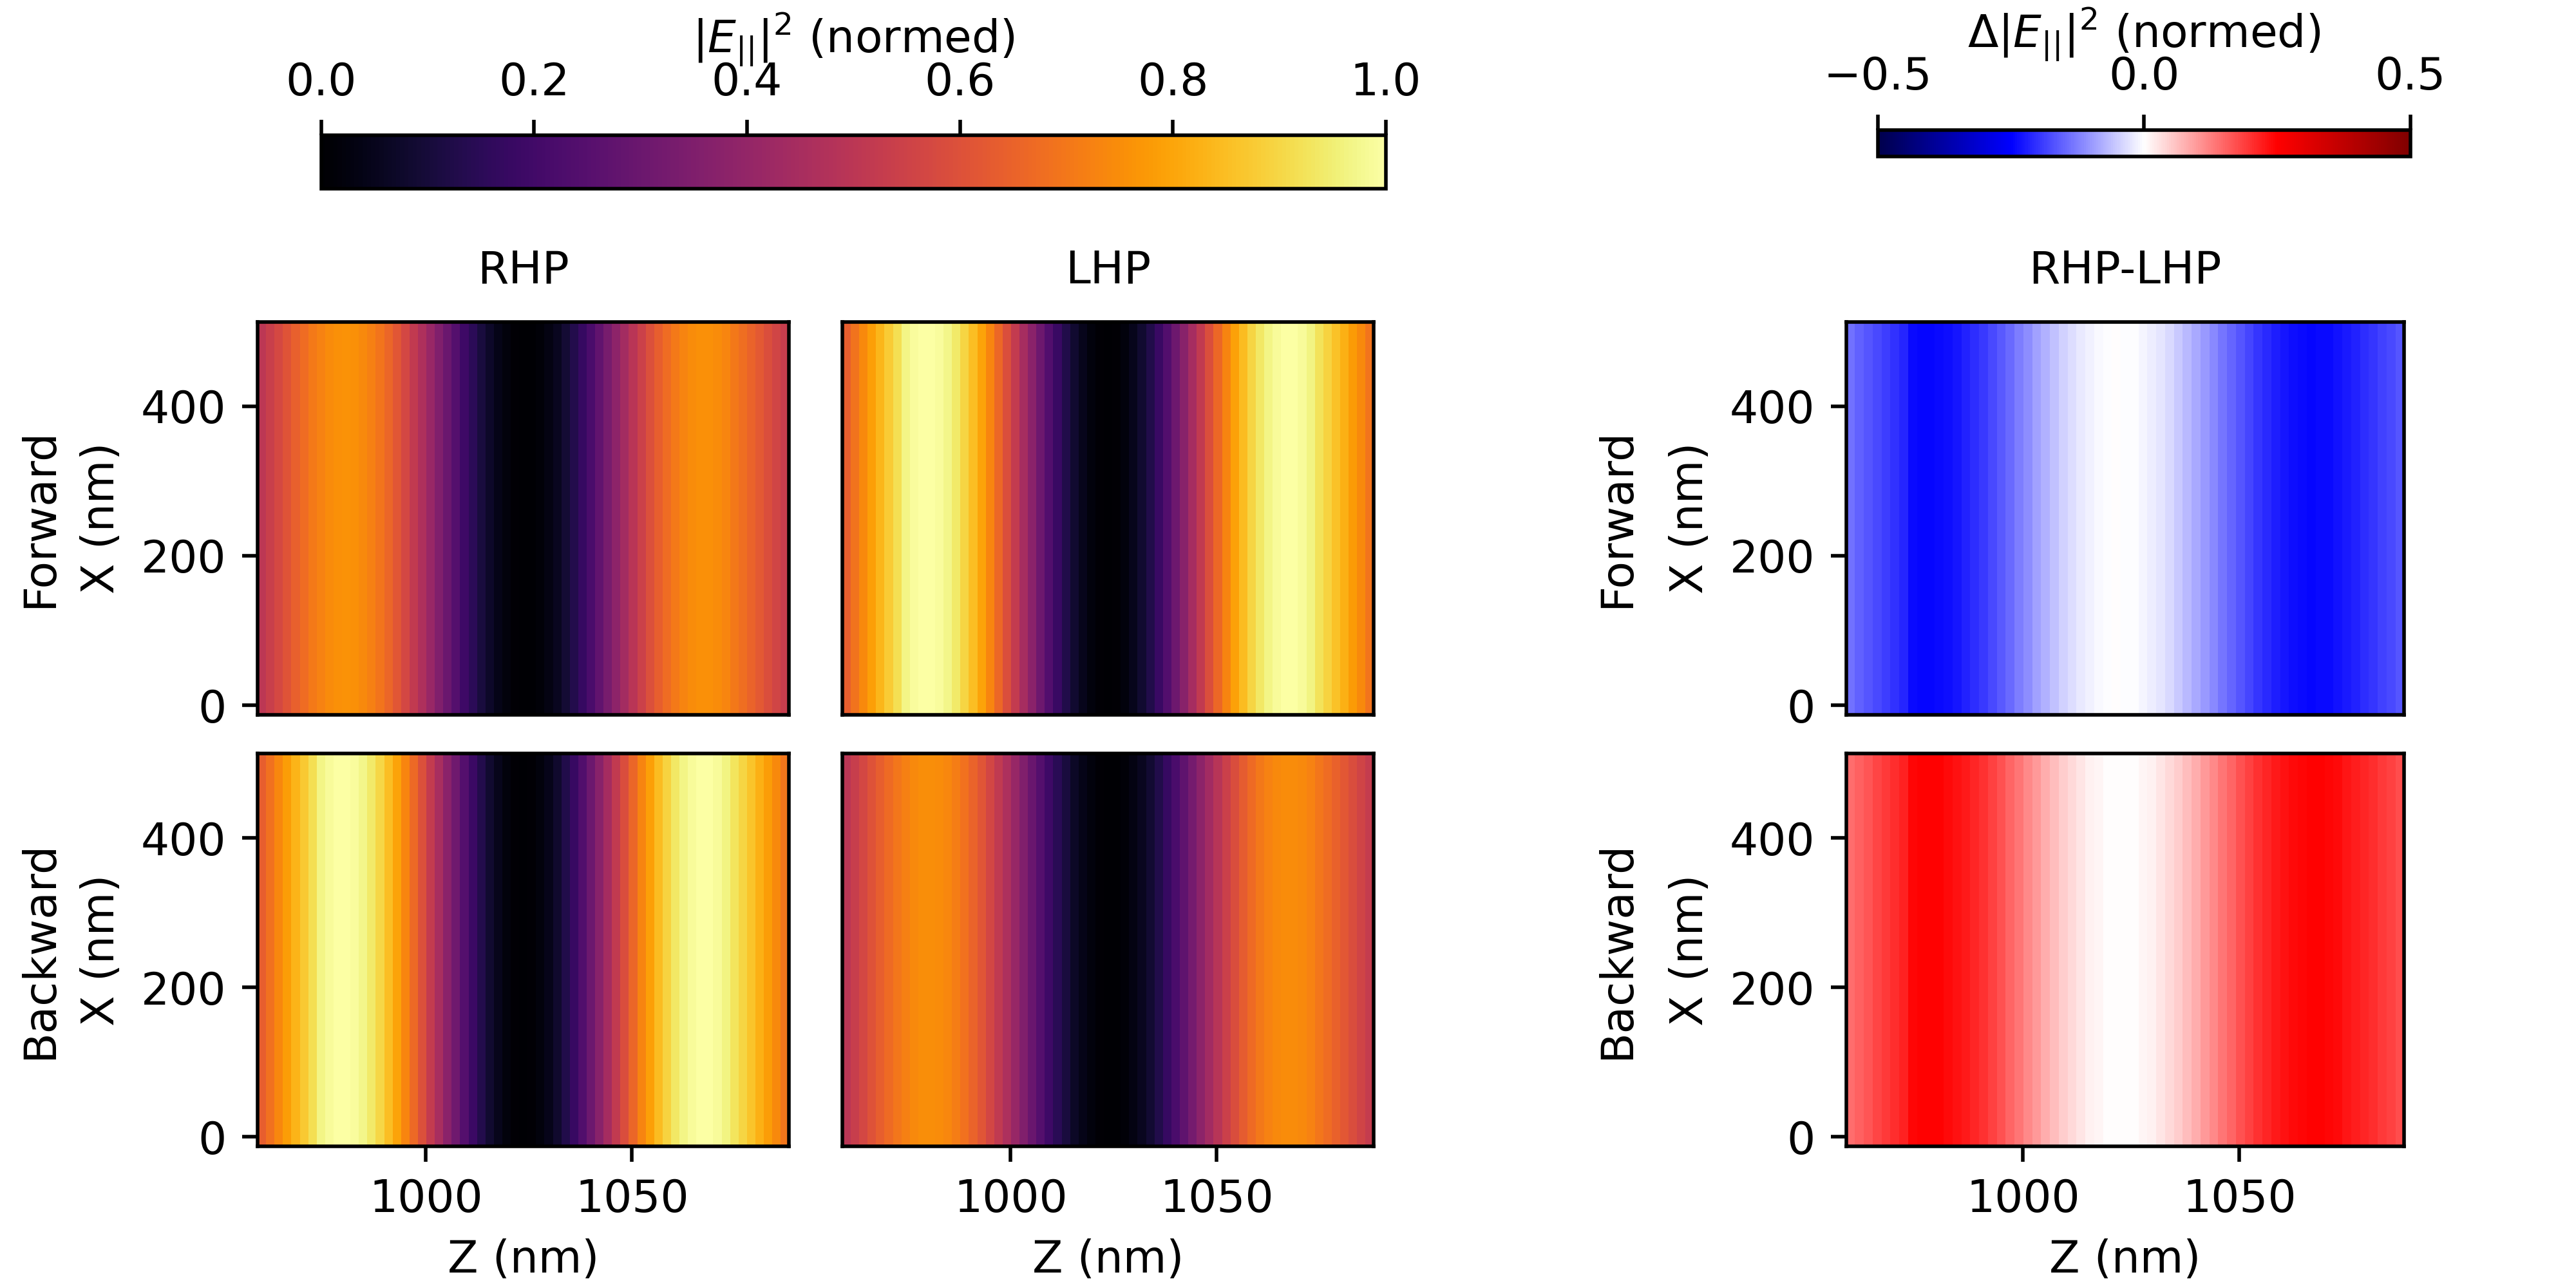 |E_{||}|² (normed)
0.0 0.2 0.4 0.6 0.8 1.0
Δ|E_{||}|² (normed)
−0.5 0.0 0.5
RHP LHP RHP-LHP
Forward
X (nm)
400
200
0
Forward
X (nm)
400
200
0
Backward
X (nm)
400
200
0
Backward
X (nm)
400
200
0
1000 1050
1000 1050
1000 1050
Z (nm)
Z (nm)
Z (nm)